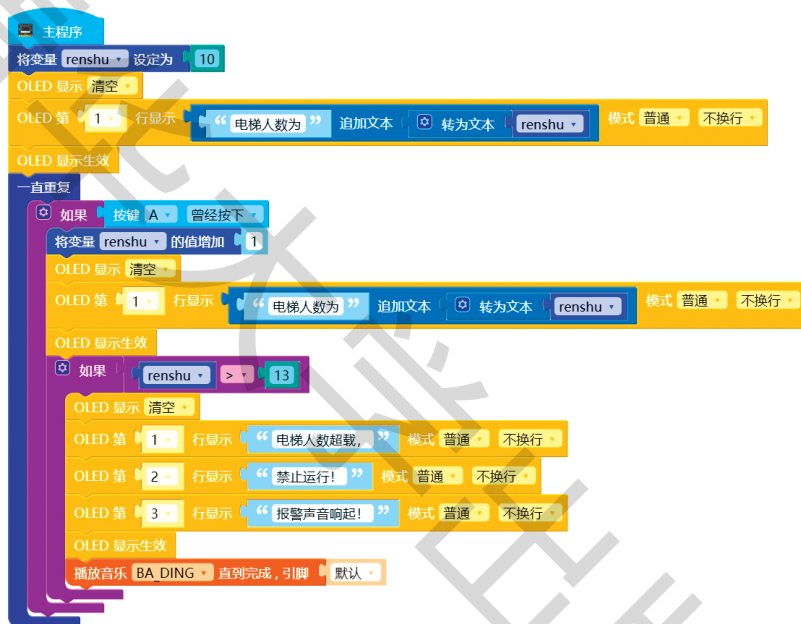 主程序
将变量 renshu 设定为 10
OLED 显示 清空
OLED 第 1 行显示 “ 电梯人数为 ” 追加文本 转为文本 renshu 模式 普通 不换行
OLED 显示生效
一直重复
如果 按键 A 曾经按下
将变量 renshu 的值增加 1
OLED 显示 清空
OLED 第 1 行显示 “ 电梯人数为 ” 追加文本 转为文本 renshu 模式 普通 不换行
OLED 显示生效
如果 renshu > 13
OLED 显示 清空
OLED 第 1 行显示 “ 电梯人数超载， ” 模式 普通 不换行
OLED 第 2 行显示 “ 禁止运行！ ” 模式 普通 不换行
OLED 第 3 行显示 “ 报警声音响起！ ” 模式 普通 不换行
OLED 显示生效
播放音乐 BA_DING 直到完成 , 引脚 默认